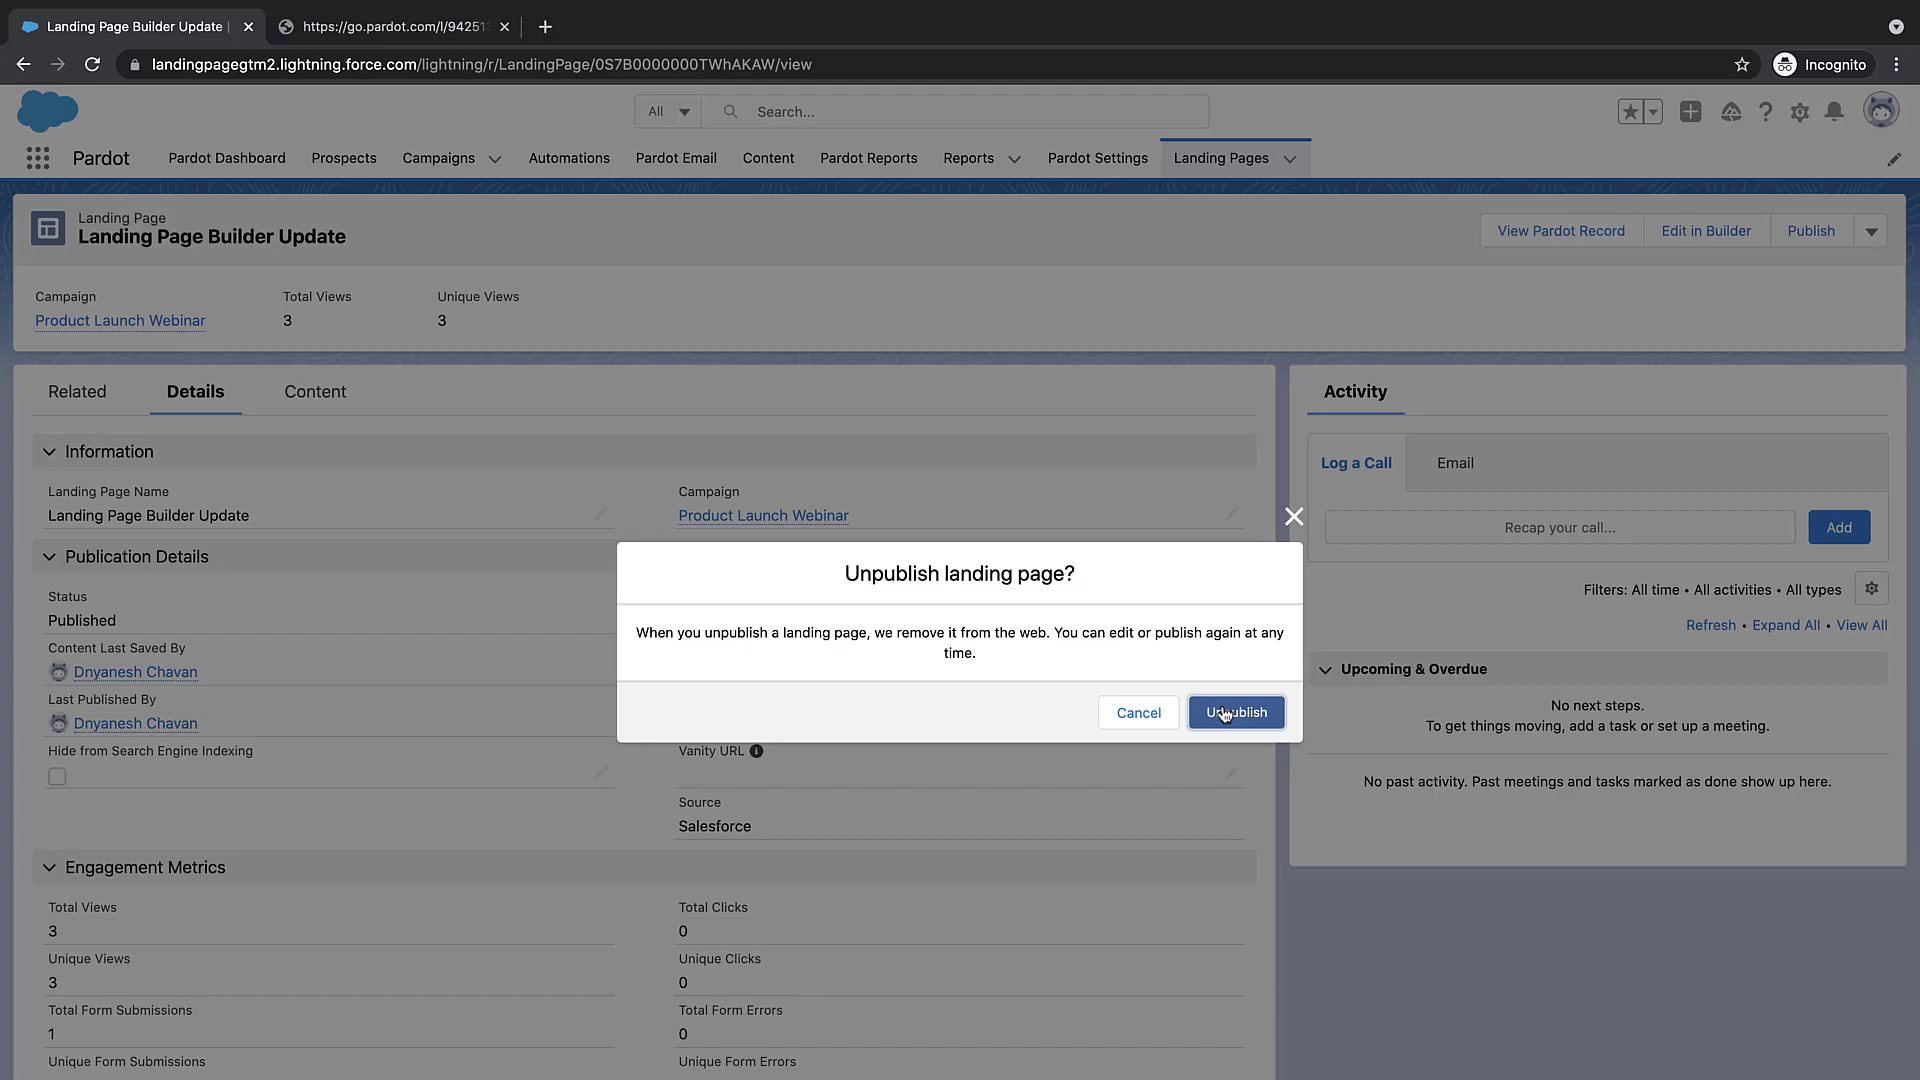 Landing Page Builder Update |
https://go.pardot.com/l/94251
landingpagegtm2.lightning.force.com/lightning/r/LandingPage/0S7B0000000TWhAKAW/view
Incognito
All
Search...
Pardot
Pardot Dashboard
Prospects
Campaigns
Automations
Pardot Email
Content
Pardot Reports
Reports
Pardot Settings
Landing Pages
Landing Page
Landing Page Builder Update
View Pardot Record
Edit in Builder
Publish
Campaign
Total Views
Unique Views
Product Launch Webinar
3
3
Related
Details
Content
Information
Landing Page Name
Landing Page Builder Update
Campaign
Product Launch Webinar
Publication Details
Status
Published
Content Last Saved By
Dnyanesh Chavan
Last Published By
Dnyanesh Chavan
Hide from Search Engine Indexing
Vanity URL
Source
Salesforce
Engagement Metrics
Total Views
3
Total Clicks
0
Unique Views
3
Unique Clicks
0
Total Form Submissions
1
Total Form Errors
0
Unique Form Submissions
Unique Form Errors
Unpublish landing page?
When you unpublish a landing page, we remove it from the web. You can edit or publish again at any
time.
Cancel
Unpublish
Activity
Log a Call
Email
Recap your call...
Add
Filters: All time • All activities • All types
Refresh • Expand All • View All
Upcoming & Overdue
No next steps.
To get things moving, add a task or set up a meeting.
No past activity. Past meetings and tasks marked as done show up here.